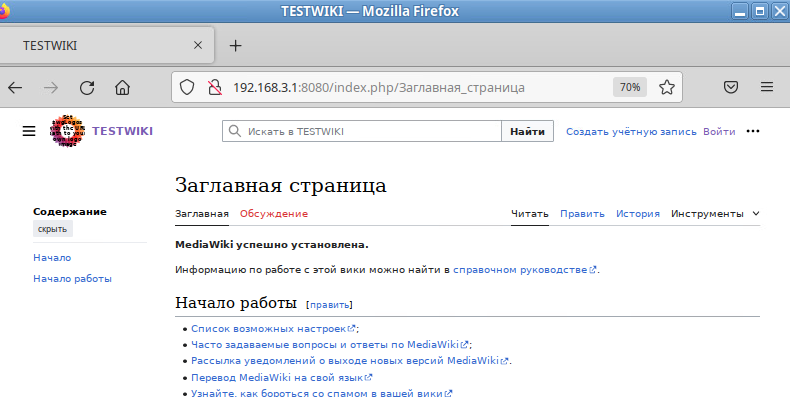 TESTWIKI — Mozilla Firefox
TESTWIKI
192.168.3.1:8080/index.php/Заглавная_страница
70%
TESTWIKI
Искать в TESTWIKI
Найти
Создать учётную запись Войти
Заглавная страница
Содержание
скрыть
Начало
Начало работы
Заглавная Обсуждение
Читать Править История Инструменты
MediaWiki успешно установлена.
Информацию по работе с этой вики можно найти в справочном руководстве.
Начало работы [править]
• Список возможных настроек;
• Часто задаваемые вопросы и ответы по MediaWiki;
• Рассылка уведомлений о выходе новых версий MediaWiki.
• Перевод MediaWiki на свой язык
• Узнайте, как бороться со спамом в вашей вики